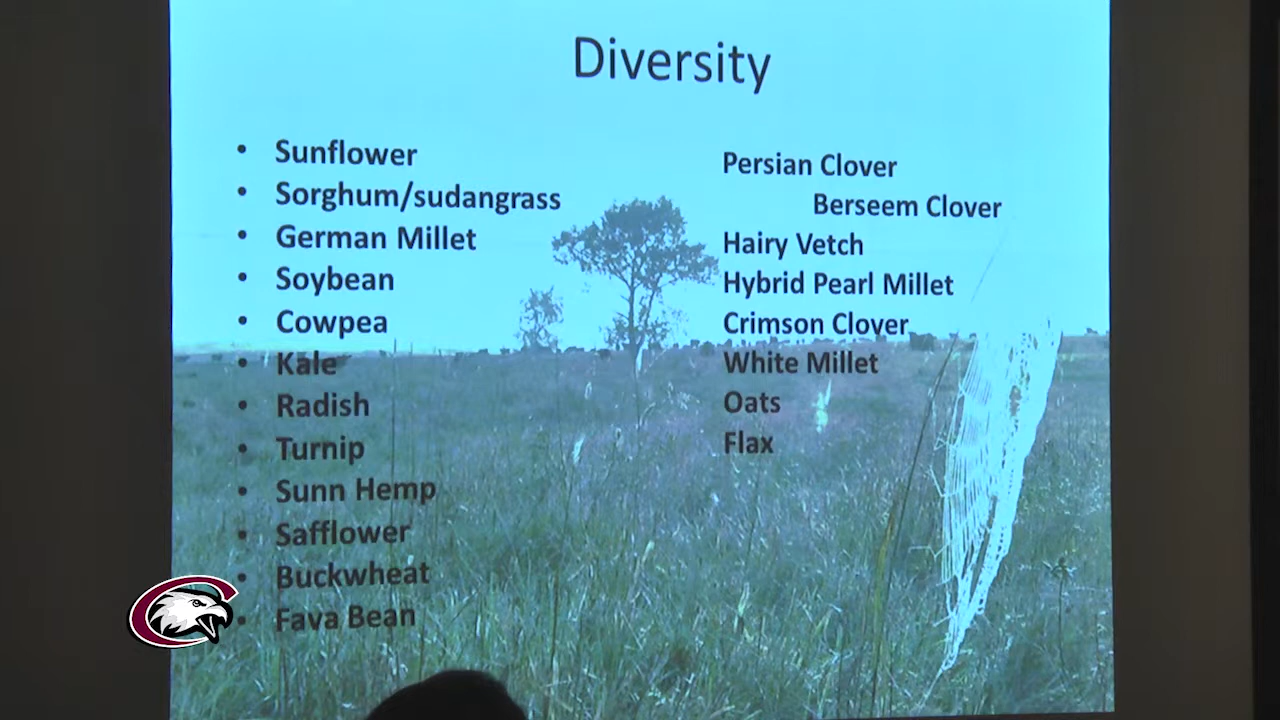 Diversity
• Sunflower
• Sorghum/sudangrass
• German Millet
• Soybean
• Cowpea
• Kale
• Radish
• Turnip
• Sunn Hemp
• Safflower
• Buckwheat
• Fava Bean
Persian Clover
Berseem Clover
Hairy Vetch
Hybrid Pearl Millet
Crimson Clover
White Millet
Oats
Flax